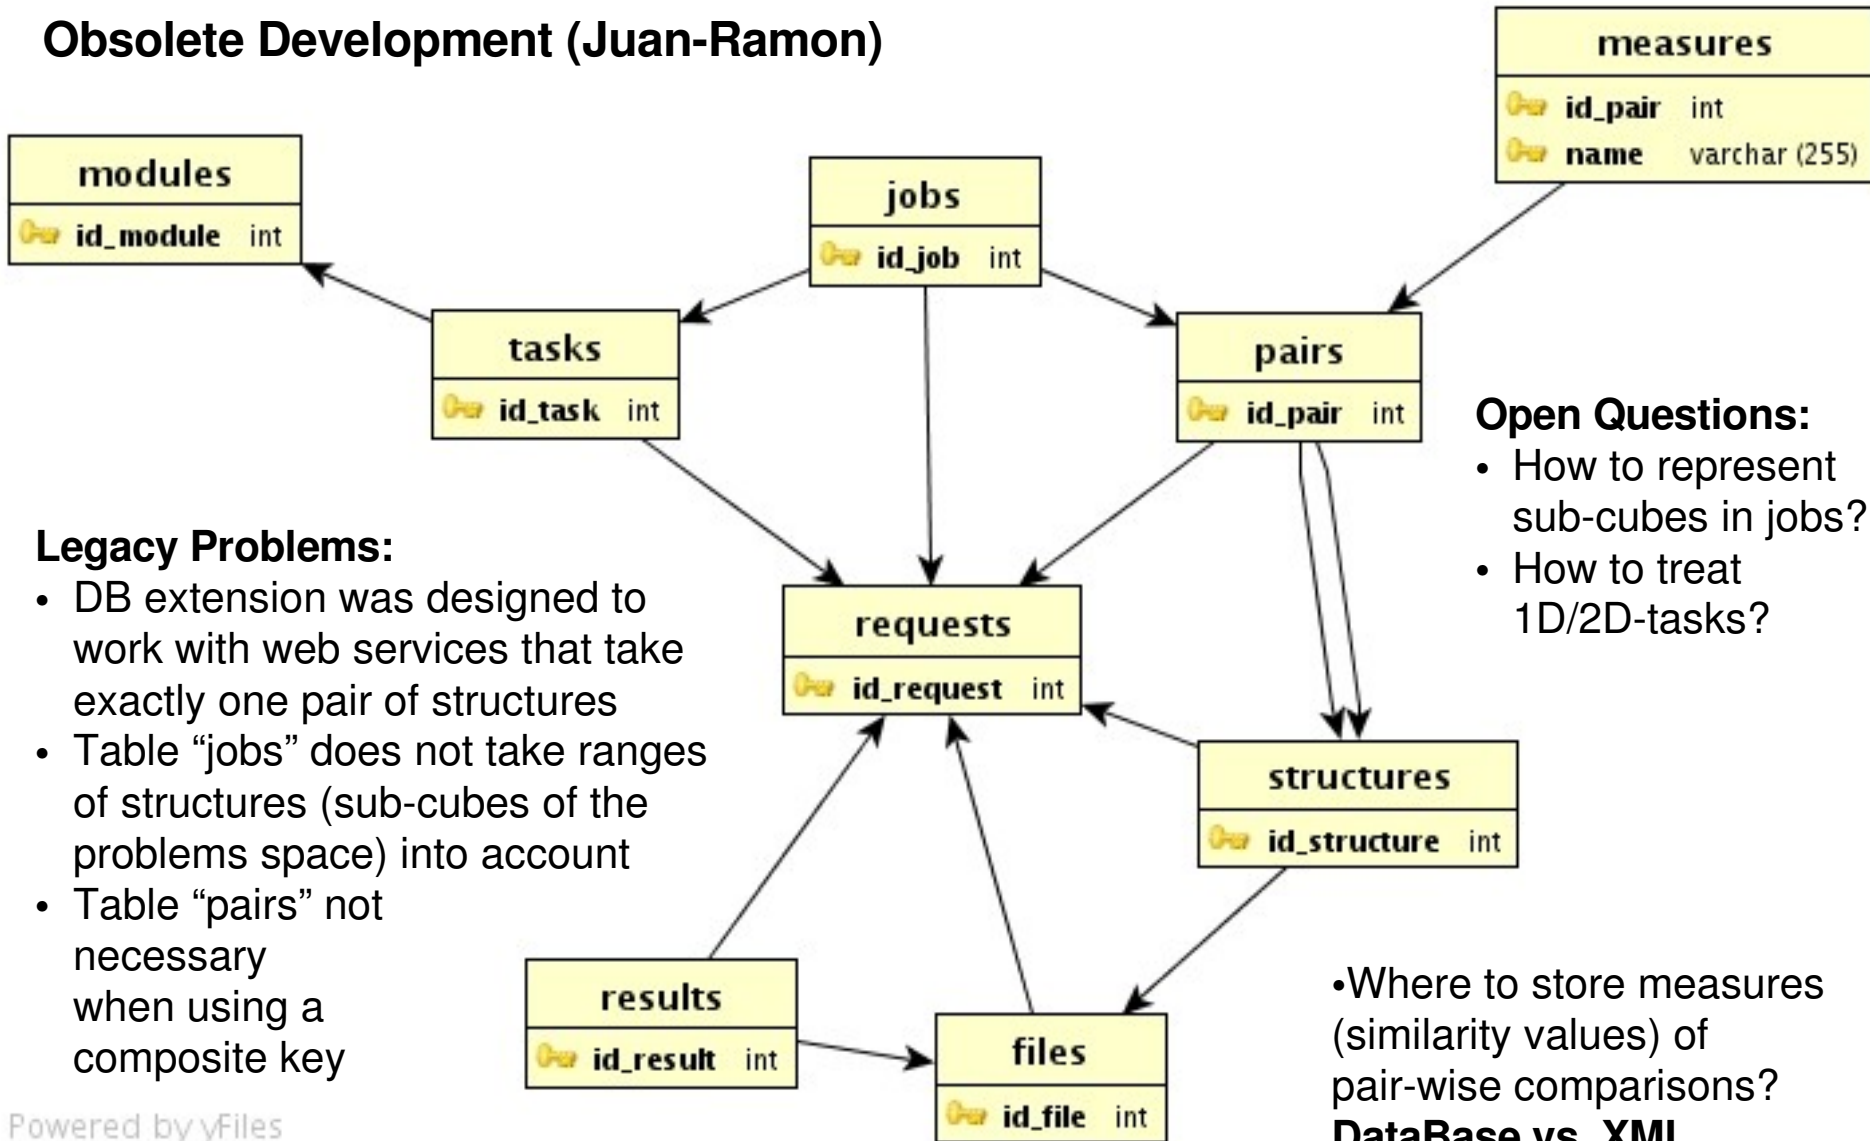 Obsolete Development (Juan-Ramon)
measures
id_pair int
name varchar (255)
modules
id_module int
jobs
id_job int
tasks
id_task int
pairs
id_pair int
Open Questions:
• How to represent
sub-cubes in jobs?
• How to treat
1D/2D-tasks?
Legacy Problems:
• DB extension was designed to
work with web services that take
exactly one pair of structures
• Table “jobs” does not take ranges
of structures (sub-cubes of the
problems space) into account
• Table “pairs” not
necessary
when using a
composite key
requests
id_request int
structures
id_structure int
results
id_result int
files
id_file int
•Where to store measures
(similarity values) of
pair-wise comparisons?
DataBase vs. XML
Powered by yFiles